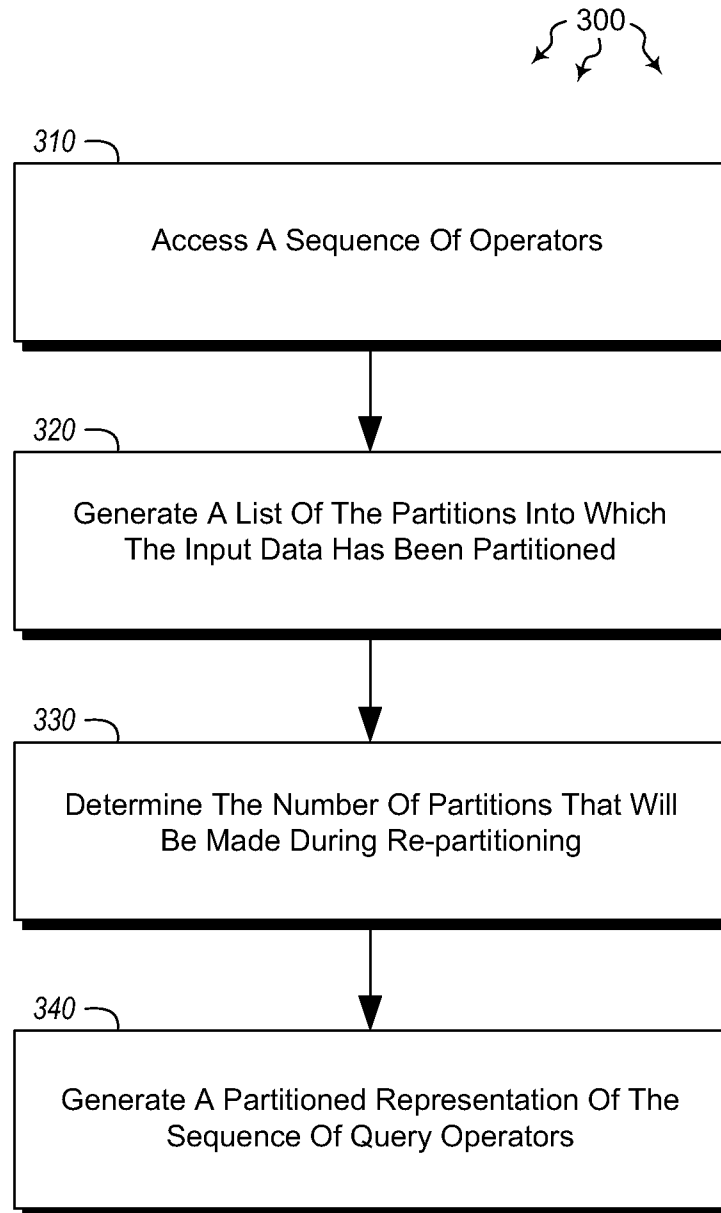 300
310
Access A Sequence Of Operators
320
Generate A List Of The Partitions Into Which
The Input Data Has Been Partitioned
330
Determine The Number Of Partitions That Will
Be Made During Re-partitioning
340
Generate A Partitioned Representation Of The
Sequence Of Query Operators